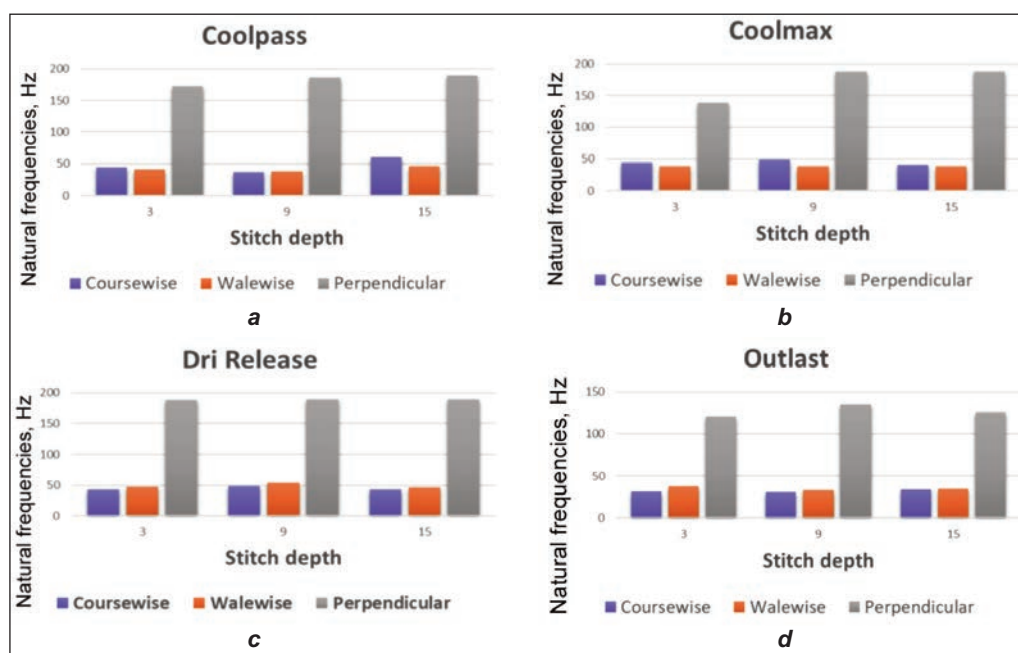 Coolpass
Natural frequencies, Hz
200
150
100
50
0
3 9 15
Stitch depth
Coursewise Walewise Perpendicular
a
Coolmax
Natural frequencies, Hz
200
150
100
50
0
3 9 15
Stitch depth
Coursewise Walewise Perpendicular
b
Dri Release
Natural frequencies, Hz
200
150
100
50
0
3 9 15
Stitch depth
Coursewise Walewise Perpendicular
c
Outlast
Natural frequencies, Hz
150
100
50
0
3 9 15
Stitch depth
Coursewise Walewise Perpendicular
d